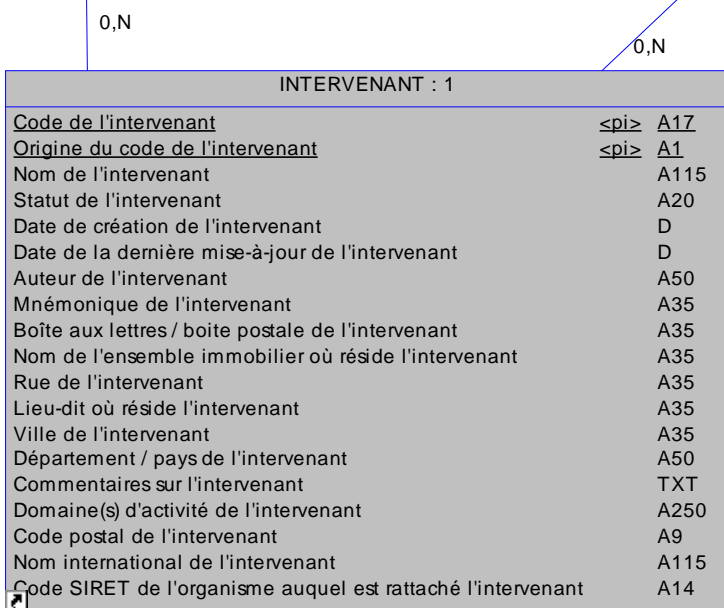 0,N
0,N
INTERVENANT : 1
Code de l'intervenant <pi> A17
Origine du code de l'intervenant <pi> A1
Nom de l'intervenant A115
Statut de l'intervenant A20
Date de création de l'intervenant D
Date de la dernière mise-à-jour de l'intervenant D
Auteur de l'intervenant A50
Mnémonique de l'intervenant A35
Boîte aux lettres / boite postale de l'intervenant A35
Nom de l'ensemble immobilier où réside l'intervenant A35
Rue de l'intervenant A35
Lieu-dit où réside l'intervenant A35
Ville de l'intervenant A35
Département / pays de l'intervenant A50
Commentaires sur l'intervenant TXT
Domaine(s) d'activité de l'intervenant A250
Code postal de l'intervenant A9
Nom international de l'intervenant A115
Code SIRET de l'organisme auquel est rattaché l'intervenant A14